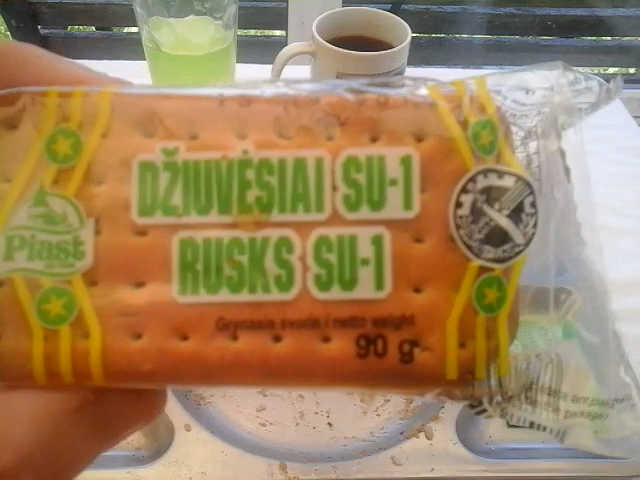 DŽIUVĖSIAI SU-1
Piast
RUSKS SU-1
Grynasis svoris / netto weight
90 g